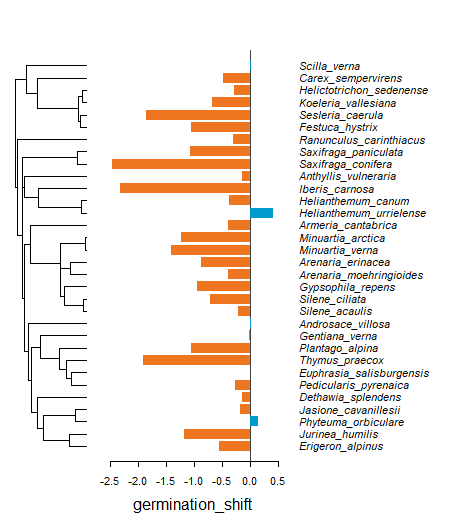 Scilla_verna
Carex_sempervirens
Helictotrichon_sedenense
Koeleria_vallesiana
Sesleria_caerula
Festuca_hystrix
Ranunculus_carinthiacus
Saxifraga_paniculata
Saxifraga_conifera
Anthyllis_vulneraria
Iberis_carnosa
Helianthemum_canum
Helianthemum_urrielense
Armeria_cantabrica
Minuartia_arctica
Minuartia_verna
Arenaria_erinacea
Arenaria_moehringioides
Gypsophila_repens
Silene_ciliata
Silene_acaulis
Androsace_villosa
Gentiana_verna
Plantago_alpina
Thymus_praecox
Euphrasia_salisburgensis
Pedicularis_pyrenaica
Dethawia_splendens
Jasione_cavanillesii
Phyteuma_orbiculare
Jurinea_humilis
Erigeron_alpinus
-2.5 -2.0 -1.5 -1.0 -0.5 0.0 0.5
germination_shift